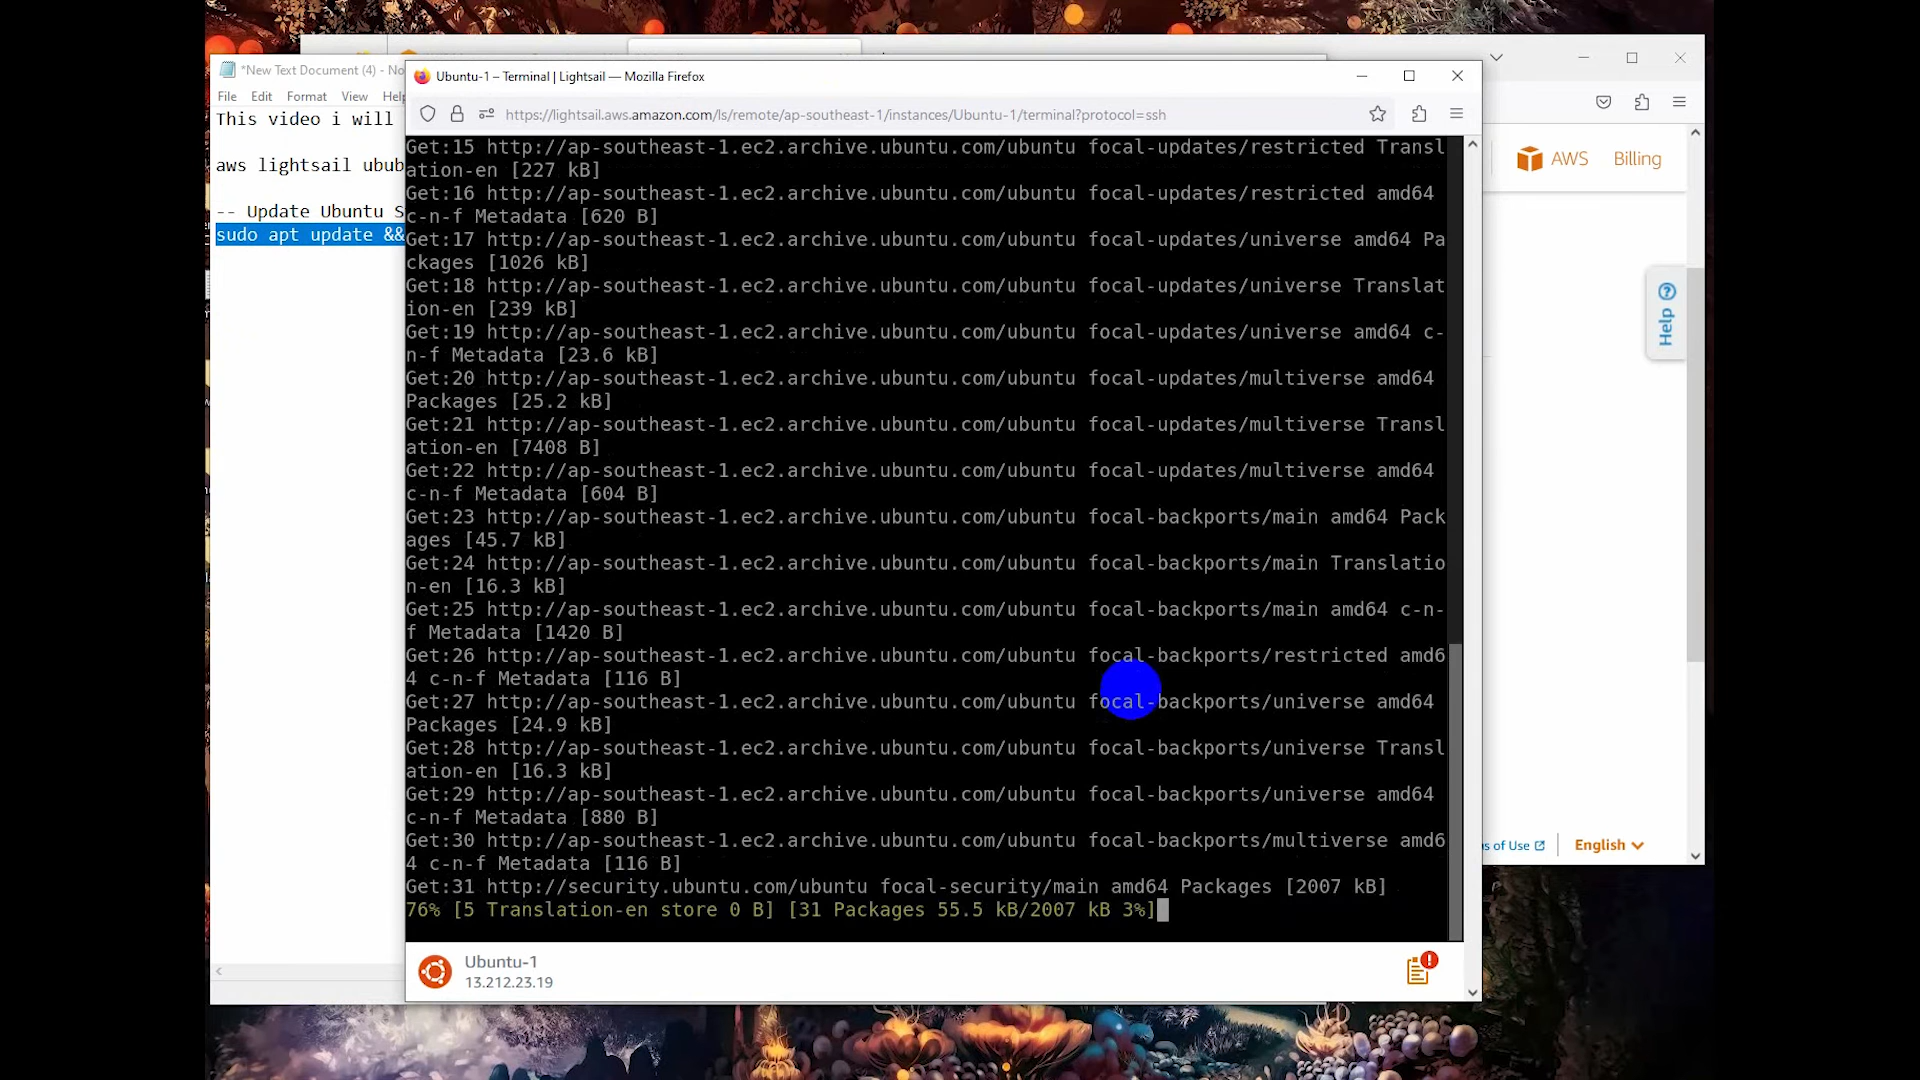 *New Text Document (4) - No
File Edit Format View Help
This video i will
aws lightsail ubub
-- Update Ubuntu S
sudo apt update &&
Ubuntu-1 – Terminal | Lightsail — Mozilla Firefox
https://lightsail.aws.amazon.com/ls/remote/ap-southeast-1/instances/Ubuntu-1/terminal?protocol=ssh
Get:15 http://ap-southeast-1.ec2.archive.ubuntu.com/ubuntu focal-updates/restricted Transl
ation-en [227 kB]
Get:16 http://ap-southeast-1.ec2.archive.ubuntu.com/ubuntu focal-updates/restricted amd64
c-n-f Metadata [620 B]
Get:17 http://ap-southeast-1.ec2.archive.ubuntu.com/ubuntu focal-updates/universe amd64 Pa
ckages [1026 kB]
Get:18 http://ap-southeast-1.ec2.archive.ubuntu.com/ubuntu focal-updates/universe Translat
ion-en [239 kB]
Get:19 http://ap-southeast-1.ec2.archive.ubuntu.com/ubuntu focal-updates/universe amd64 c-
n-f Metadata [23.6 kB]
Get:20 http://ap-southeast-1.ec2.archive.ubuntu.com/ubuntu focal-updates/multiverse amd64
Packages [25.2 kB]
Get:21 http://ap-southeast-1.ec2.archive.ubuntu.com/ubuntu focal-updates/multiverse Transl
ation-en [7408 B]
Get:22 http://ap-southeast-1.ec2.archive.ubuntu.com/ubuntu focal-updates/multiverse amd64
c-n-f Metadata [604 B]
Get:23 http://ap-southeast-1.ec2.archive.ubuntu.com/ubuntu focal-backports/main amd64 Pack
ages [45.7 kB]
Get:24 http://ap-southeast-1.ec2.archive.ubuntu.com/ubuntu focal-backports/main Translatio
n-en [16.3 kB]
Get:25 http://ap-southeast-1.ec2.archive.ubuntu.com/ubuntu focal-backports/main amd64 c-n-
f Metadata [1420 B]
Get:26 http://ap-southeast-1.ec2.archive.ubuntu.com/ubuntu focal-backports/restricted amd6
4 c-n-f Metadata [116 B]
Get:27 http://ap-southeast-1.ec2.archive.ubuntu.com/ubuntu focal-backports/universe amd64
Packages [24.9 kB]
Get:28 http://ap-southeast-1.ec2.archive.ubuntu.com/ubuntu focal-backports/universe Transl
ation-en [16.3 kB]
Get:29 http://ap-southeast-1.ec2.archive.ubuntu.com/ubuntu focal-backports/universe amd64
c-n-f Metadata [880 B]
Get:30 http://ap-southeast-1.ec2.archive.ubuntu.com/ubuntu focal-backports/multiverse amd6
4 c-n-f Metadata [116 B]
Get:31 http://security.ubuntu.com/ubuntu focal-security/main amd64 Packages [2007 kB]
76% [5 Translation-en store 0 B] [31 Packages 55.5 kB/2007 kB 3%]
Ubuntu-1
13.212.23.19
AWS Billing
Help
s of Use
English